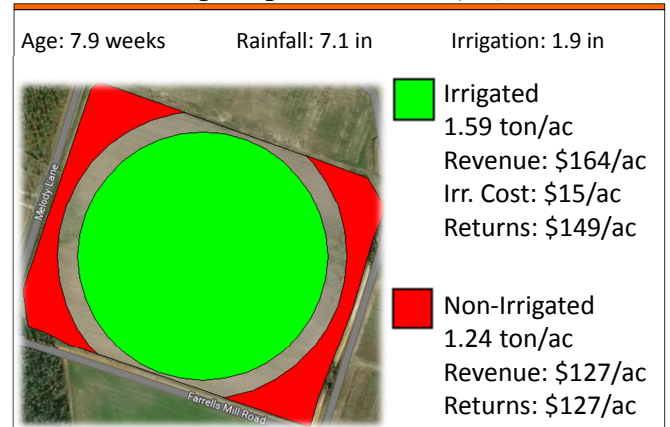 Age: 7.9 weeks Rainfall: 7.1 in Irrigation: 1.9 in
Irrigated
1.59 ton/ac
Revenue: $164/ac
Irr. Cost: $15/ac
Returns: $149/ac
Melody Lane
Non-Irrigated
1.24 ton/ac
Revenue: $127/ac
Returns: $127/ac
Farrells Mill Road